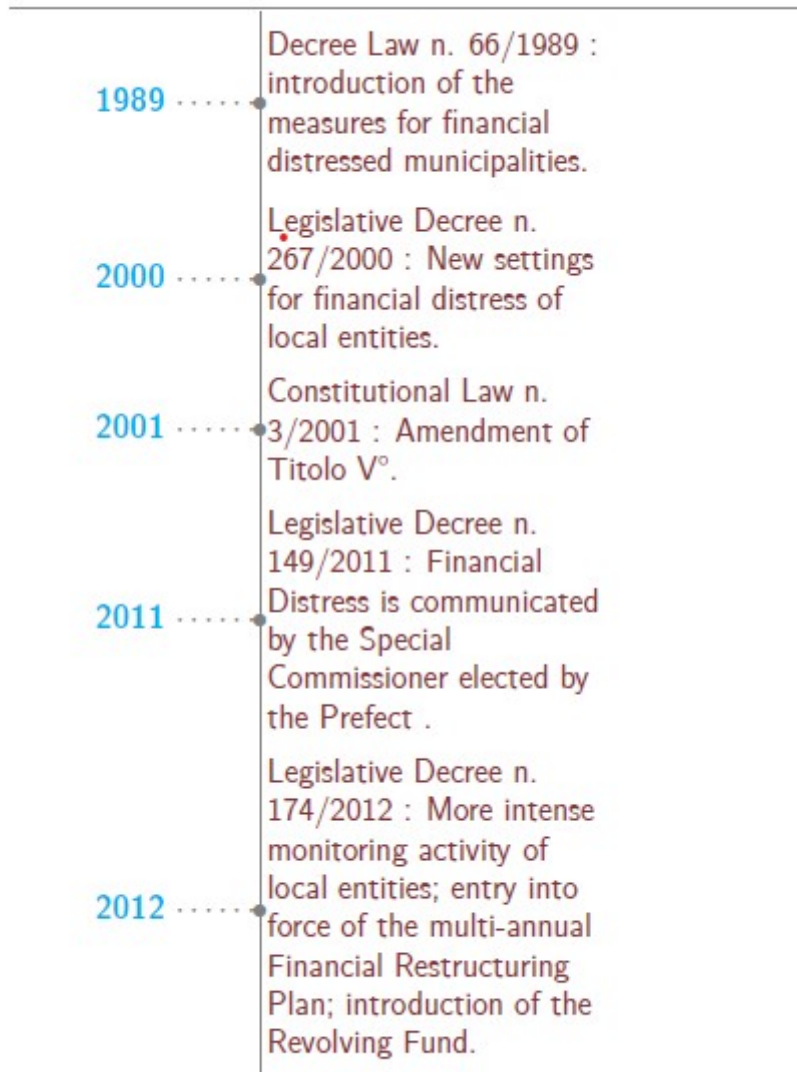 Decree Law n. 66/1989 :
introduction of the
1989
measures for financial
distressed municipalities.
Legislative Decree n.
267/2000 : New settings
2000
for financial distress of
local entities.
Constitutional Law n.
2001
3/2001 : Amendment of
Titolo V°.
Legislative Decree n.
149/2011 : Financial
2011
Distress is communicated
by the Special
Commissioner elected by
the Prefect .
Legislative Decree n.
174/2012 : More intense
monitoring activity of
local entities; entry into
2012
force of the multi-annual
Financial Restructuring
Plan; introduction of the
Revolving Fund.